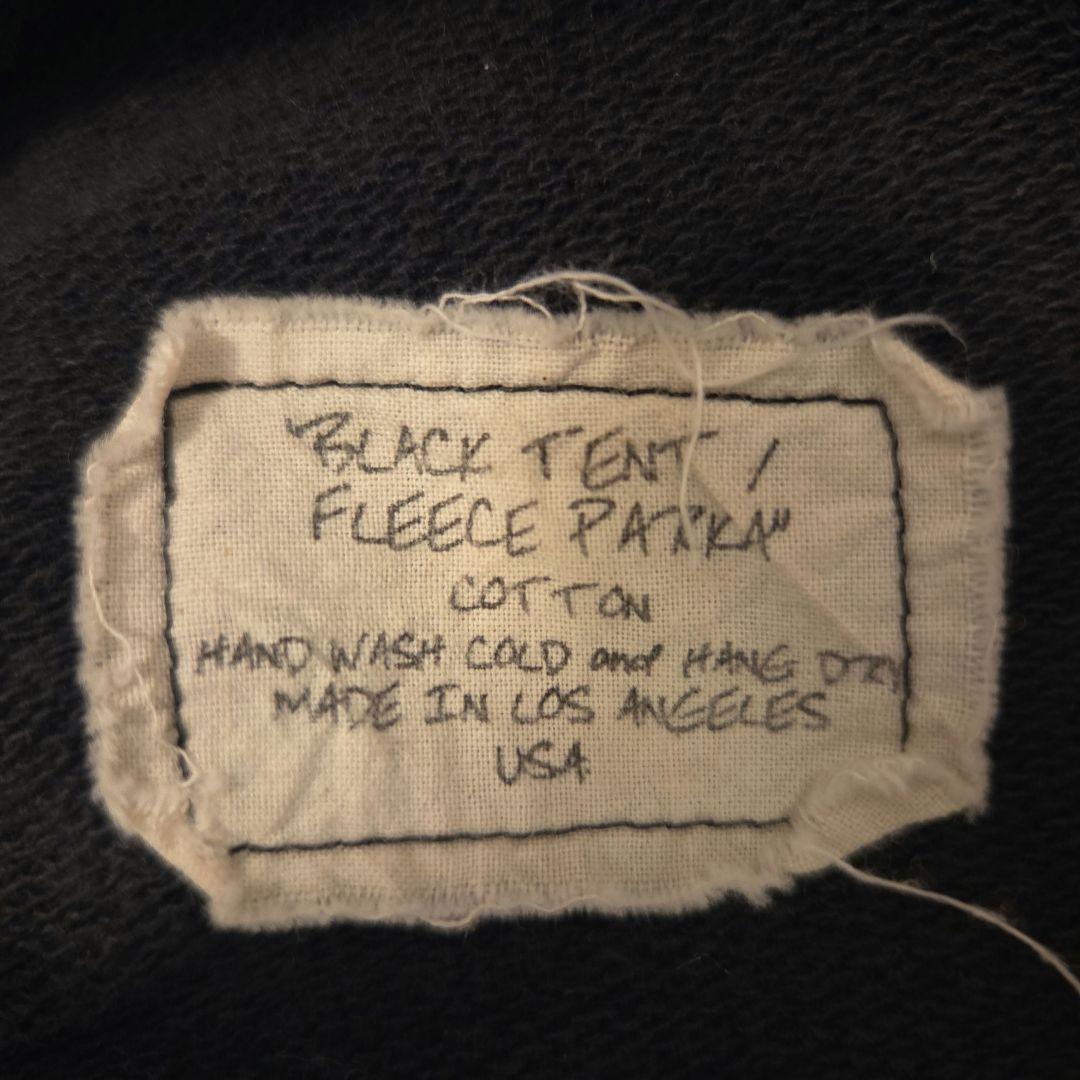 "BLACK TENT /
FLEECE PARKA"
COTTON
HAND WASH COLD and HANG DRY
MADE IN LOS ANGELES
USA